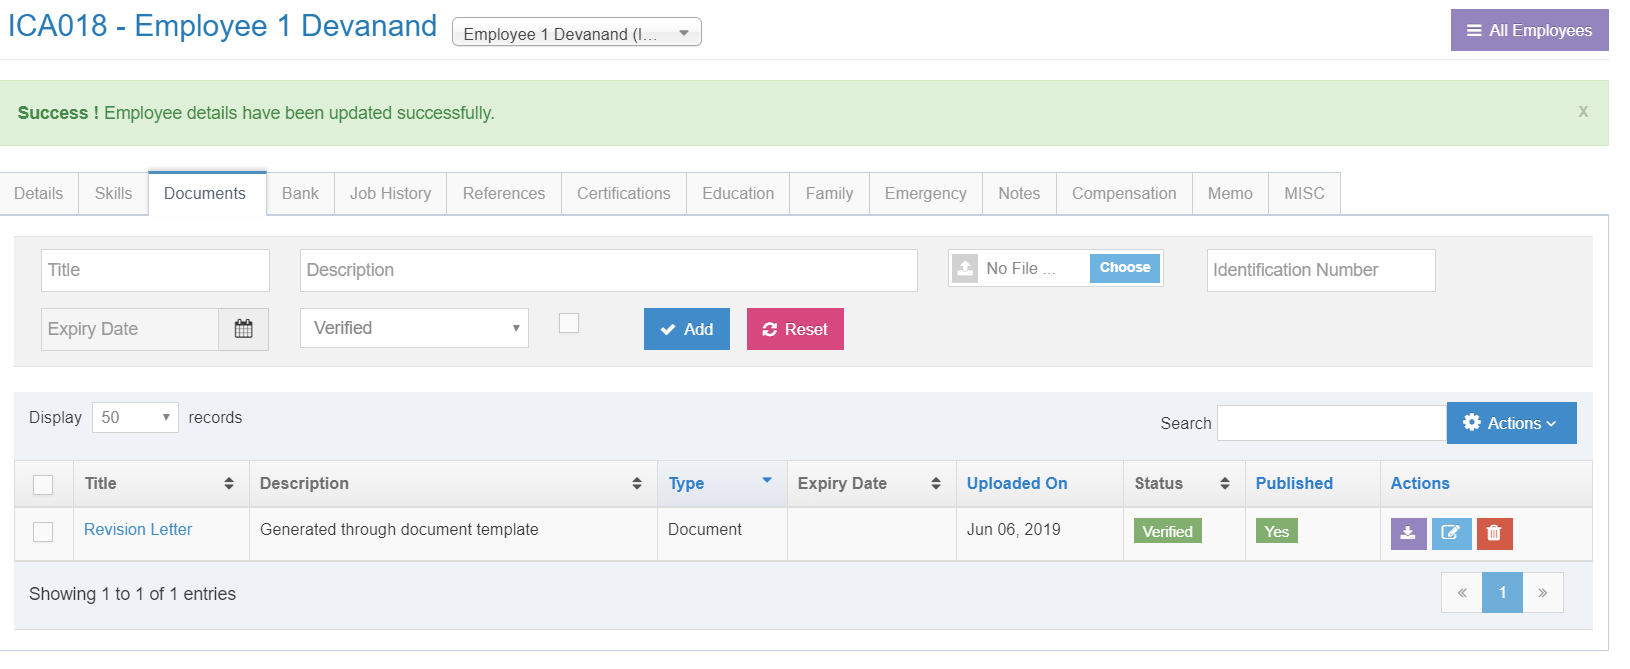 ICA018 - Employee 1 Devanand
Employee 1 Devanand (I...
All Employees
Success ! Employee details have been updated successfully.
x
Details Skills Documents Bank Job History References Certifications Education Family Emergency Notes Compensation Memo MISC
Title Description No File ... Choose Identification Number
Expiry Date Verified Add Reset
Display 50 records Search Actions
Title Description Type Expiry Date Uploaded On Status Published Actions
Revision Letter Generated through document template Document Jun 06, 2019 Verified Yes
Showing 1 to 1 of 1 entries « 1 »